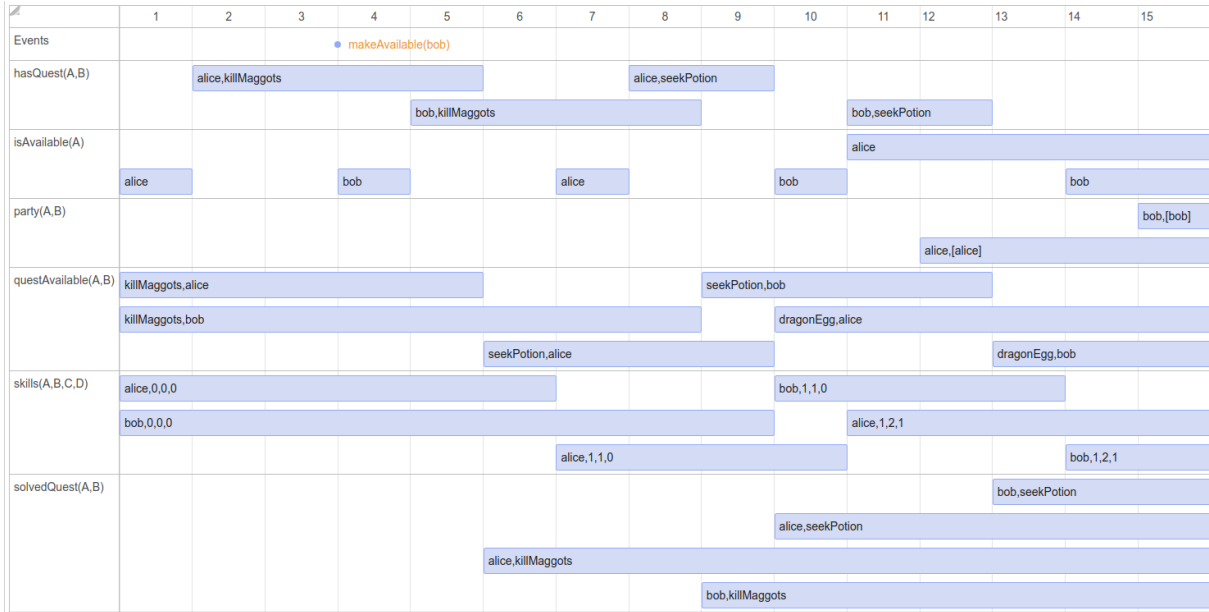 1 2 3 4 5 6 7 8 9 10 11 12 13 14 15
Events
makeAvailable(bob)
hasQuest(A,B)
alice,killMaggots
alice,seekPotion
bob,killMaggots
bob,seekPotion
isAvailable(A)
alice
alice
bob
alice
bob
bob
party(A,B)
bob,[bob]
alice,[alice]
questAvailable(A,B)
killMaggots,alice
seekPotion,bob
killMaggots,bob
dragonEgg,alice
seekPotion,alice
dragonEgg,bob
skills(A,B,C,D)
alice,0,0,0
bob,1,1,0
bob,0,0,0
alice,1,2,1
alice,1,1,0
bob,1,2,1
solvedQuest(A,B)
bob,seekPotion
alice,seekPotion
alice,killMaggots
bob,killMaggots